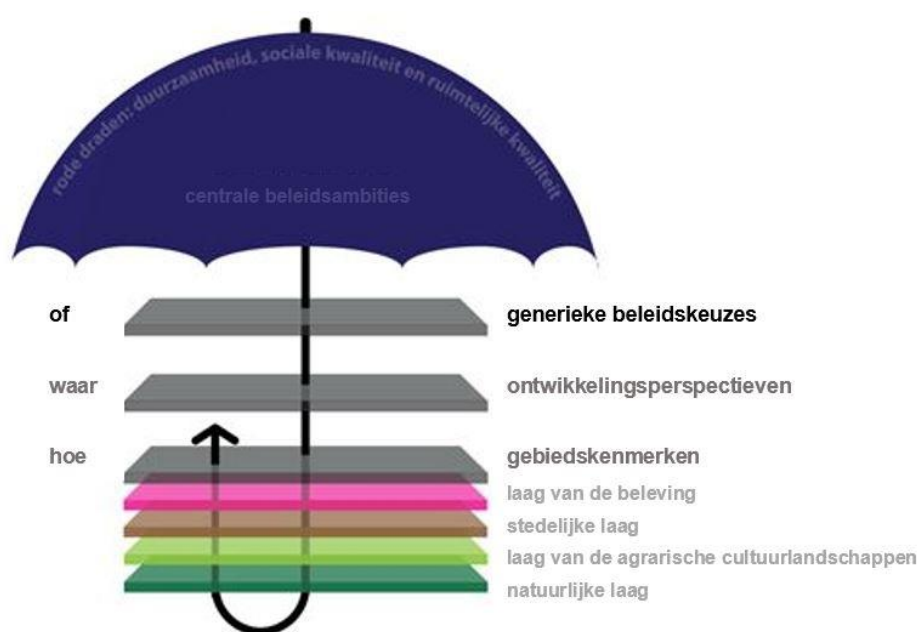 rode draden: duurzaamheid, sociale kwaliteit en ruimtelijke kwaliteit
centrale beleidsambities
of
generieke beleidskeuzes
waar
ontwikkelingsperspectieven
hoe
gebiedskenmerken
laag van de beleving
stedelijke laag
laag van de agrarische cultuurlandschappen
natuurlijke laag